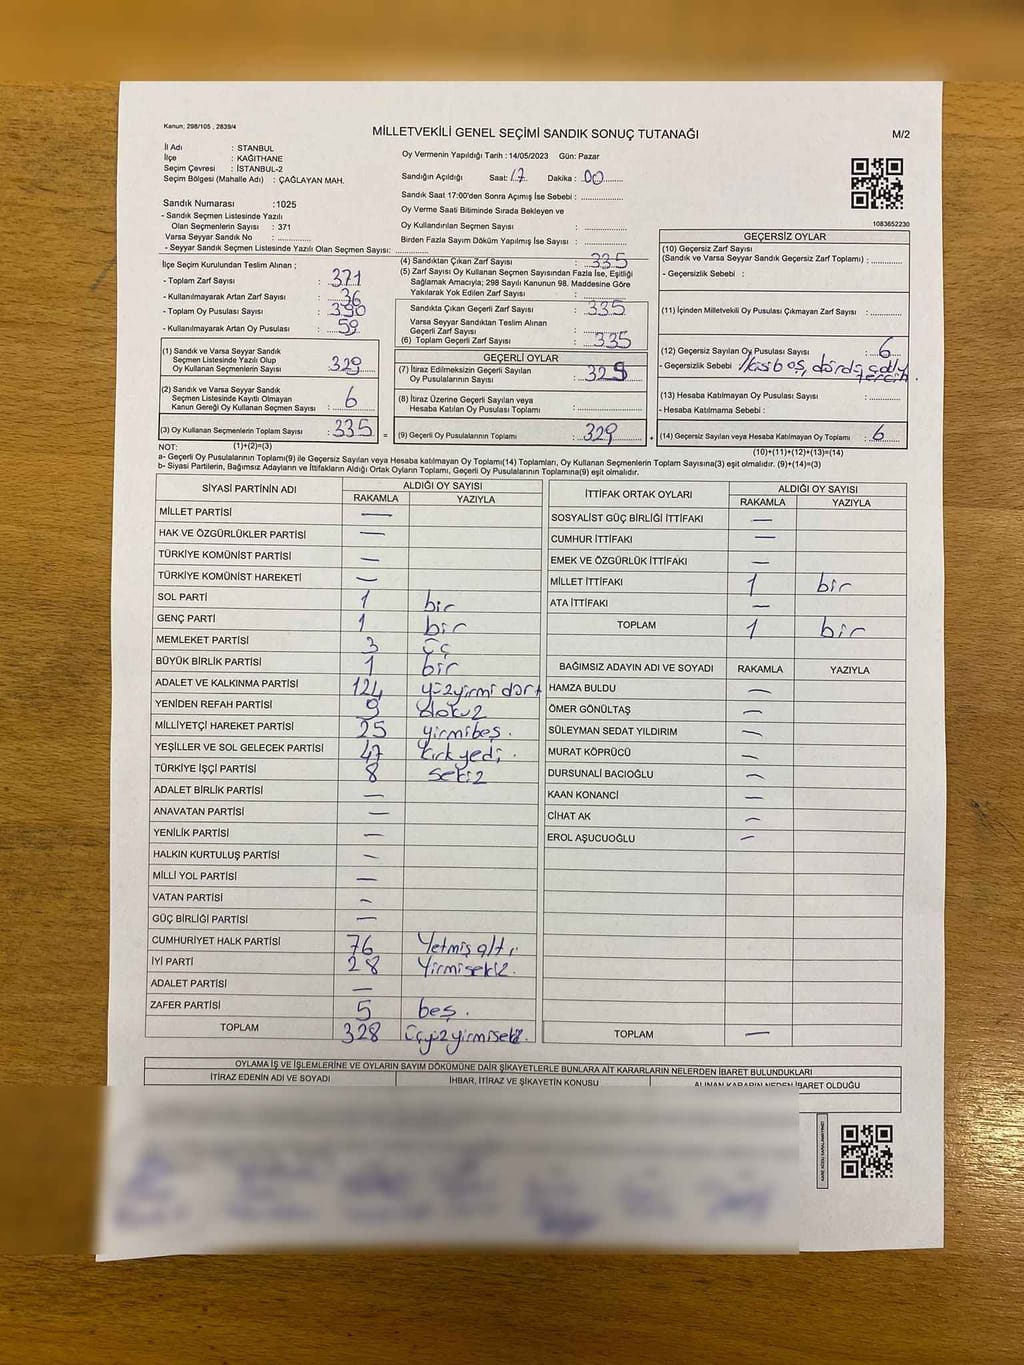 Kanun; 298/105 , 2839/4
MİLLETVEKİLİ GENEL SEÇİMİ SANDIK SONUÇ TUTANAĞI
M/2
İl Adı : STANBUL
İlçe : KAĞITHANE
Seçim Çevresi : İSTANBUL-2
Seçim Bölgesi (Mahalle Adı) : ÇAĞLAYAN MAH.
Sandık Numarası :1025
- Sandık Seçmen Listesinde Yazılı
Olan Seçmenlerin Sayısı : 371
Varsa Seyyar Sandık No :
- Seyyar Sandık Seçmen Listesinde Yazılı Olan Seçmen Sayısı:
Oy Vermenin Yapıldığı Tarih : 14/05/2023 Gün: Pazar
Sandığın Açıldığı Saat: 17 Dakika : 00
Sandık Saat 17:00'den Sonra Açımış İse Sebebi :
Oy Verme Saati Bitiminde Sırada Bekleyen ve
Oy Kullandırılan Seçmen Sayısı :
Birden Fazla Sayım Döküm Yapılmış İse Sayısı :
1083652230
İlçe Seçim Kurulundan Teslim Alınan ;
- Toplam Zarf Sayısı : 371
- Kullanılmayarak Artan Zarf Sayısı : 36
- Toplam Oy Pusulası Sayısı : 390
- Kullanılmayarak Artan Oy Pusulası : 59
(1) Sandık ve Varsa Seyyar Sandık
Seçmen Listesinde Yazılı Olup
Oy Kullanan Seçmenlerin Sayısı : 329
(2) Sandık ve Varsa Seyyar Sandık
Seçmen Listesinde Kayıtlı Olmayan
Kanun Gereği Oy Kullanan Seçmen Sayısı : 6
(3) Oy Kullanan Seçmenlerin Toplam Sayısı : 335 =
(4) Sandıktan Çıkan Zarf Sayısı : 335
(5) Zarf Sayısı Oy Kullanan Seçmen Sayısından Fazla İse, Eşitliği
Sağlamak Amacıyla; 298 Sayılı Kanunun 98. Maddesine Göre
Yakılarak Yok Edilen Zarf Sayısı :
Sandıkta Çıkan Geçerli Zarf Sayısı : 335
Varsa Seyyar Sandıktan Teslim Alınan
Geçerli Zarf Sayısı :
(6) Toplam Geçerli Zarf Sayısı : 335
GEÇERLİ OYLAR
(7) İtiraz Edilmeksizin Geçerli Sayılan
Oy Pusulalarının Sayısı : 329
(8) İtiraz Üzerine Geçerli Sayılan veya
Hesaba Katılan Oy Pusulası Toplamı :
(9) Geçerli Oy Pusulalarının Toplamı : 329 +
GEÇERSİZ OYLAR
(10) Geçersiz Zarf Sayısı
(Sandık ve Varsa Seyyar Sandık Geçersiz Zarf Toplamı) :
- Geçersizlik Sebebi :
(11) İçinden Milletvekili Oy Pusulası Çıkmayan Zarf Sayısı :
(12) Geçersiz Sayılan Oy Pusulası Sayısı : 6
- Geçersizlik Sebebi : boş, dördü çoklu
tercih.
(13) Hesaba Katılmayan Oy Pusulası Sayısı :
- Hesaba Katılmama Sebebi :
(14) Geçersiz Sayılan veya Hesaba Katılmayan Oy Toplamı : 6
NOT: (1)+(2)=(3)
(10)+(11)+(12)+(13)=(14)
a- Geçerli Oy Pusulalarının Toplamı(9) ile Geçersiz Sayılan veya Hesaba Katılmayan Oy Toplamı(14) Toplamları, Oy Kullanan Seçmenlerin Toplam Sayısına(3) eşit olmalıdır. (9)+(14)=(3)
b- Siyasi Partilerin, Bağımsız Adayların ve İttifakların Aldığı Ortak Oyların Toplamı, Geçerli Oy Pusulalarının Toplamına(9) eşit olmalıdır.
SİYASİ PARTİNİN ADI ALDIĞI OY SAYISI
RAKAMLA YAZIYLA
MİLLET PARTİSİ —
HAK VE ÖZGÜRLÜKLER PARTİSİ —
TÜRKİYE KOMÜNİST PARTİSİ —
TÜRKİYE KOMÜNİST HAREKETİ —
SOL PARTİ 1 bir
GENÇ PARTİ 1 bir
MEMLEKET PARTİSİ 3 üç
BÜYÜK BİRLİK PARTİSİ 1 bir
ADALET VE KALKINMA PARTİSİ 124 yüzyirmi dört
YENİDEN REFAH PARTİSİ 9 dokuz
MİLLİYETÇİ HAREKET PARTİSİ 25 yirmibeş.
YEŞİLLER VE SOL GELECEK PARTİSİ 47 kırkyedi.
TÜRKİYE İŞÇİ PARTİSİ 8 sekiz
ADALET BİRLİK PARTİSİ —
ANAVATAN PARTİSİ —
YENİLİK PARTİSİ —
HALKIN KURTULUŞ PARTİSİ —
MİLLİ YOL PARTİSİ —
VATAN PARTİSİ —
GÜÇ BİRLİĞİ PARTİSİ —
CUMHURİYET HALK PARTİSİ 76 Yetmiş altı
İYİ PARTİ 28 Yirmisekiz.
ADALET PARTİSİ —
ZAFER PARTİSİ 5 beş.
TOPLAM 328 üçyüzyirmisekiz.
İTTİFAK ORTAK OYLARI ALDIĞI OY SAYISI
RAKAMLA YAZIYLA
SOSYALİST GÜÇ BİRLİĞİ İTTİFAKI —
CUMHUR İTTİFAKI —
EMEK VE ÖZGÜRLÜK İTTİFAKI —
MİLLET İTTİFAKI 1 bir
ATA İTTİFAKI —
TOPLAM 1 bir
BAĞIMSIZ ADAYIN ADI VE SOYADI RAKAMLA YAZIYLA
HAMZA BULDU —
ÖMER GÖNÜLTAŞ —
SÜLEYMAN SEDAT YILDIRIM —
MURAT KÖPRÜCÜ —
DURSUNALİ BACIOĞLU —
KAAN KONANCİ —
CİHAT AK —
EROL AŞUCUOĞLU —
TOPLAM —
OYLAMA İŞ VE İŞLEMLERİNE VE OYLARIN SAYIM DÖKÜMÜNE DAİR ŞİKAYETLERLE BUNLARA AİT KARARLARIN NELERDEN İBARET BULUNDUKLARI
İTİRAZ EDENİN ADI VE SOYADI İHBAR, İTİRAZ VE ŞİKAYETİN KONUSU ALINAN KARARIN NEDEN İBARET OLDUĞU